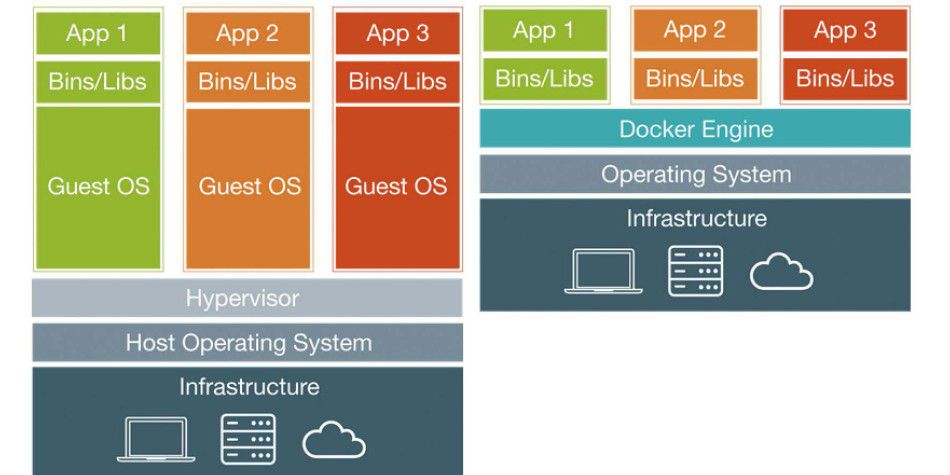 App 1
Bins/Libs
Guest OS
App 2
Bins/Libs
Guest OS
App 3
Bins/Libs
Guest OS
Hypervisor
Host Operating System
Infrastructure
App 1
Bins/Libs
App 2
Bins/Libs
App 3
Bins/Libs
Docker Engine
Operating System
Infrastructure